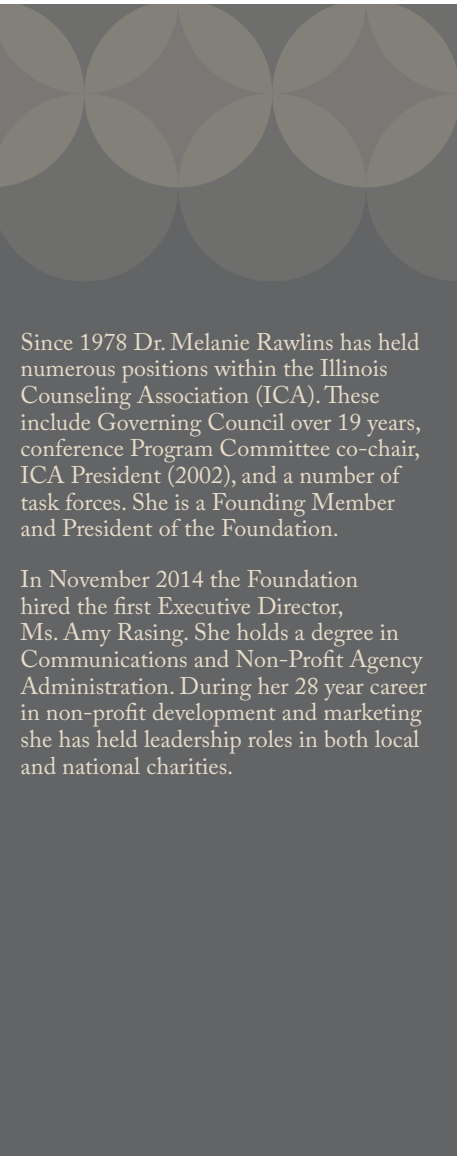 Since 1978 Dr. Melanie Rawlins has held
numerous positions within the Illinois
Counseling Association (ICA). These
include Governing Council over 19 years,
conference Program Committee co-chair,
ICA President (2002), and a number of
task forces. She is a Founding Member
and President of the Foundation.
In November 2014 the Foundation
hired the first Executive Director,
Ms. Amy Rasing. She holds a degree in
Communications and Non-Profit Agency
Administration. During her 28 year career
in non-profit development and marketing
she has held leadership roles in both local
and national charities.